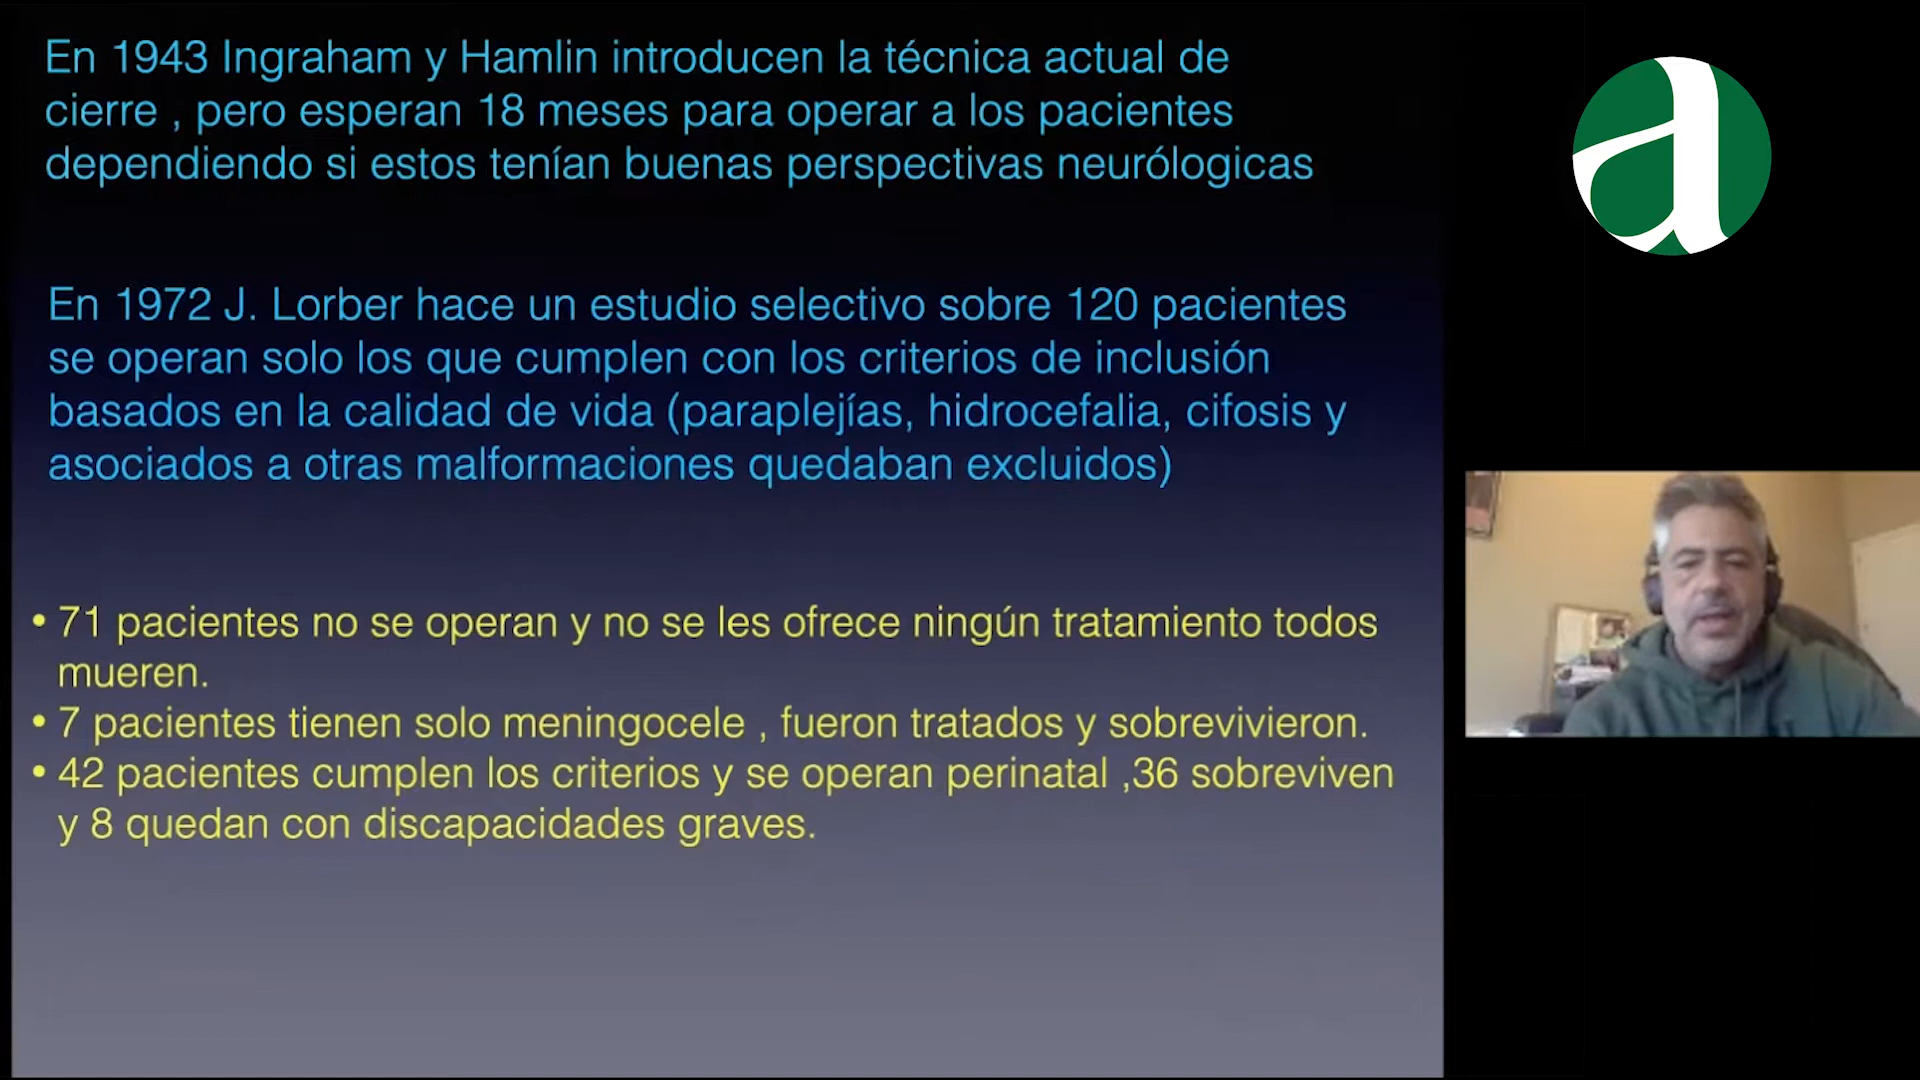 En 1943 Ingraham y Hamlin introducen la técnica actual de
cierre , pero esperan 18 meses para operar a los pacientes
dependiendo si estos tenían buenas perspectivas neurólogicas
En 1972 J. Lorber hace un estudio selectivo sobre 120 pacientes
se operan solo los que cumplen con los criterios de inclusión
basados en la calidad de vida (paraplejías, hidrocefalia, cifosis y
asociados a otras malformaciones quedaban excluidos)
• 71 pacientes no se operan y no se les ofrece ningún tratamiento todos
mueren.
• 7 pacientes tienen solo meningocele , fueron tratados y sobrevivieron.
• 42 pacientes cumplen los criterios y se operan perinatal ,36 sobreviven
y 8 quedan con discapacidades graves.
a